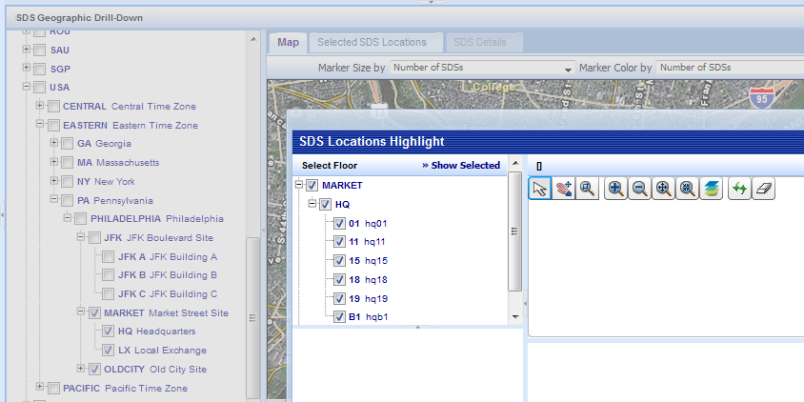 SDS Geographic Drill-Down
ROU
SAU
SGP
USA
CENTRAL Central Time Zone
EASTERN Eastern Time Zone
GA Georgia
MA Massachusetts
NY New York
PA Pennsylvania
PHILADELPHIA Philadelphia
JFK JFK Boulevard Site
JFK A JFK Building A
JFK B JFK Building B
JFK C JFK Building C
MARKET Market Street Site
HQ Headquarters
LX Local Exchange
OLDCITY Old City Site
PACIFIC Pacific Time Zone
Map Selected SDS Locations SDS Details
Marker Size by Number of SDSs Marker Color by Number of SDSs
College
95
SDS Locations Highlight
Select Floor » Show Selected
MARKET
HQ
01 hq01
11 hq11
15 hq15
18 hq18
19 hq19
B1 hqb1
[]